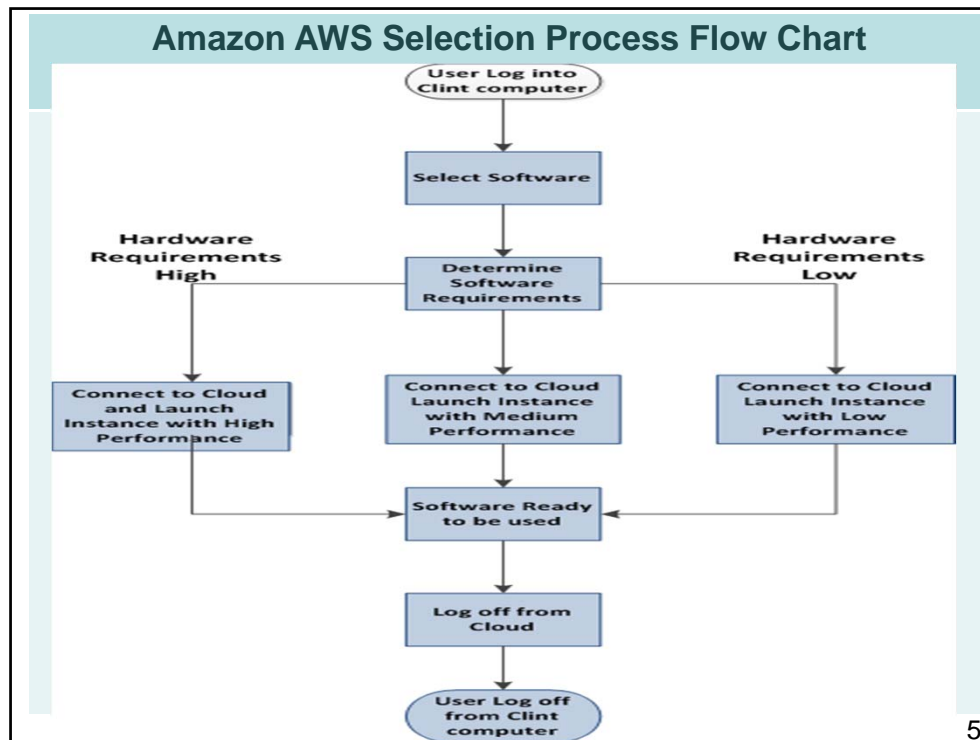 Amazon AWS Selection Process Flow Chart
User Log into
Clint computer
Select Software
Hardware
Requirements
High
Determine
Software
Requirements
Hardware
Requirements
Low
Connect to Cloud
and Launch
Instance with High
Performance
Connect to Cloud
Launch Instance
with Medium
Performance
Connect to Cloud
Launch Instance
with Low
Performance
Software Ready
to be used
Log off from
Cloud
User Log off
from Clint
computer
5